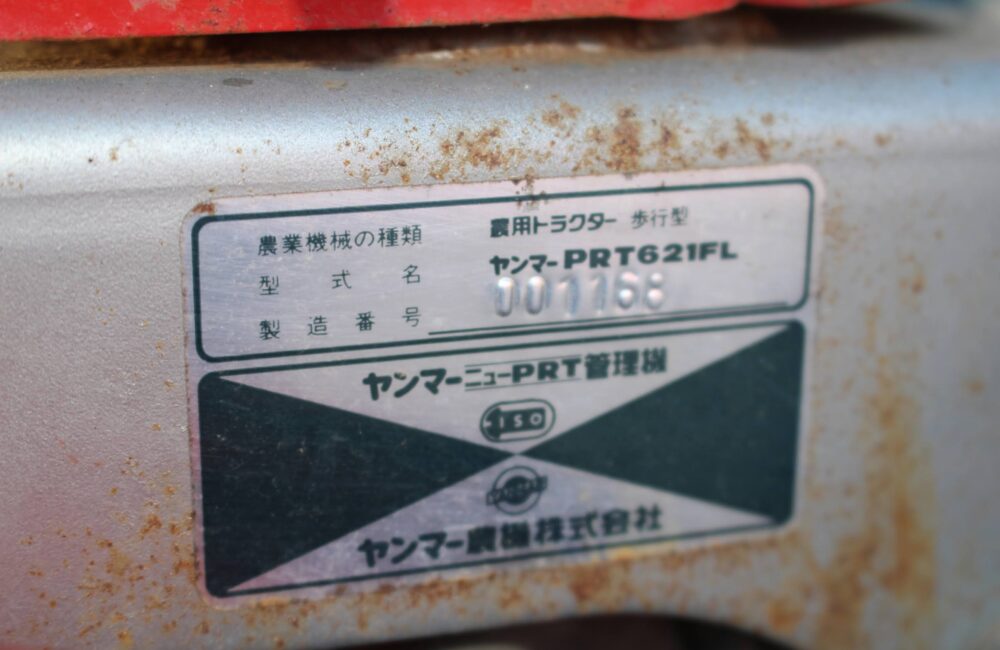 農業機械の種類 農用トラクター 歩行型
型式名 ヤンマーPRT621FL
製造番号 001168
ヤンマーニューPRT管理機
ISO
YANMAR
ヤンマー農機株式会社